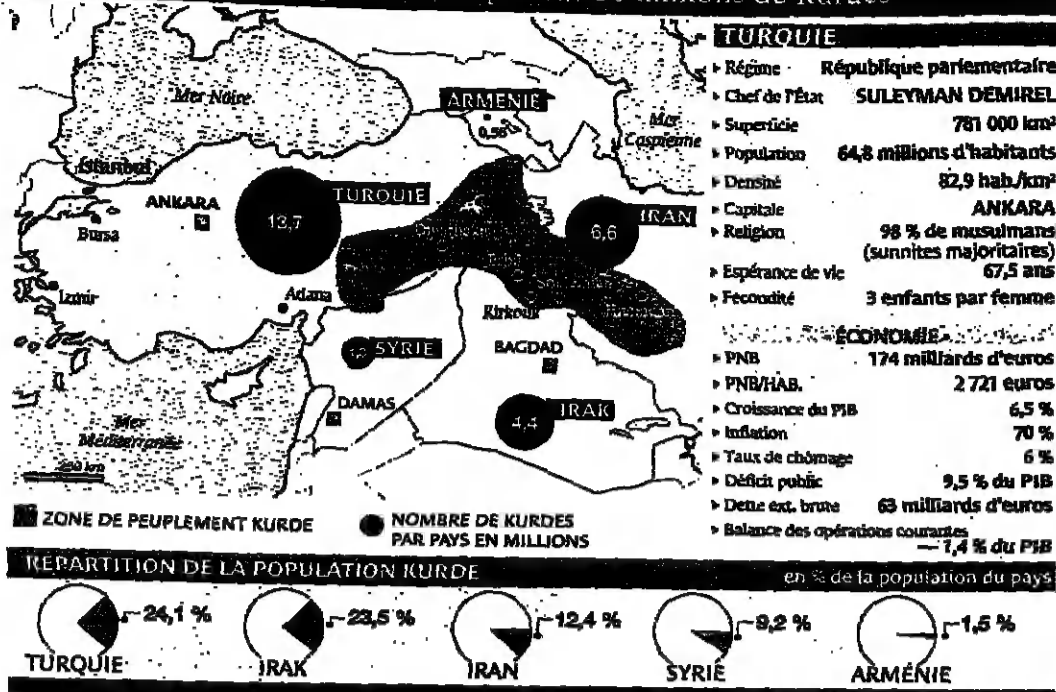 de Kurdes
Mer Noire
ARMÉNIE
Mer
Caspienne
Istanbul
ANKARA
TURQUIE
13,7
IRAN
6,6
Bursa
Izmir
Adana
Kirkouk
SYRIE
BAGDAD
DAMAS
IRAK
4,4
Mer
Méditerranée
200 km
ZONE DE PEUPLEMENT KURDE
NOMBRE DE KURDES
PAR PAYS EN MILLIONS
TURQUIE
Régime République parlementaire
Chef de l'État SULEYMAN DEMIREL
Superficie 781 000 km²
Population 64,8 millions d'habitants
Densité 82,9 hab./km²
Capitale ANKARA
Religion 98 % de musulmans
(sunnites majoritaires)
Espérance de vie 67,5 ans
Fécondité 3 enfants par femme
ÉCONOMIE
PNB 174 milliards d'euros
PNB/HAB. 2 721 euros
Croissance du PIB 6,5 %
Inflation 70 %
Taux de chômage 6 %
Déficit public 9,5 % du PIB
Dette ext. brute 63 milliards d'euros
Balance des opérations courantes
— 1,4 % du PIB
RÉPARTITION DE LA POPULATION KURDE
en % de la population du pays
24,1 %
23,5 %
12,4 %
9,2 %
1,5 %
TURQUIE
IRAK
IRAN
SYRIE
ARMÉNIE